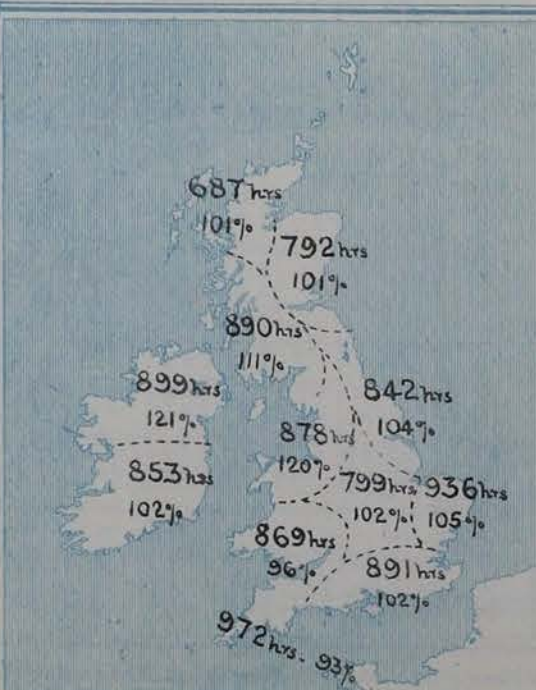 687 hrs
101%
792 hrs
101%
890 hrs
111%
899 hrs
121%
842 hrs
104%
878 hrs
120%
853 hrs
102%
799 hrs
102%
936 hrs
105%
869 hrs
96%
891 hrs
102%
972 hrs. 93%